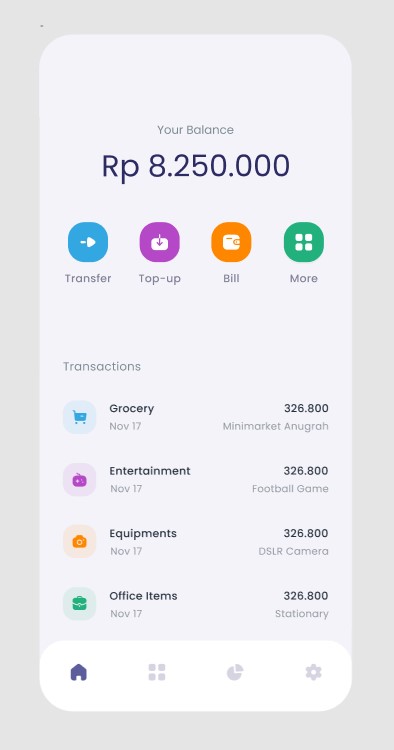 Your Balance
Rp 8.250.000
Transfer Top-up Bill More
Transactions
Grocery 326.800
Nov 17 Minimarket Anugrah
Entertainment 326.800
Nov 17 Football Game
Equipments 326.800
Nov 17 DSLR Camera
Office Items 326.800
Nov 17 Stationary